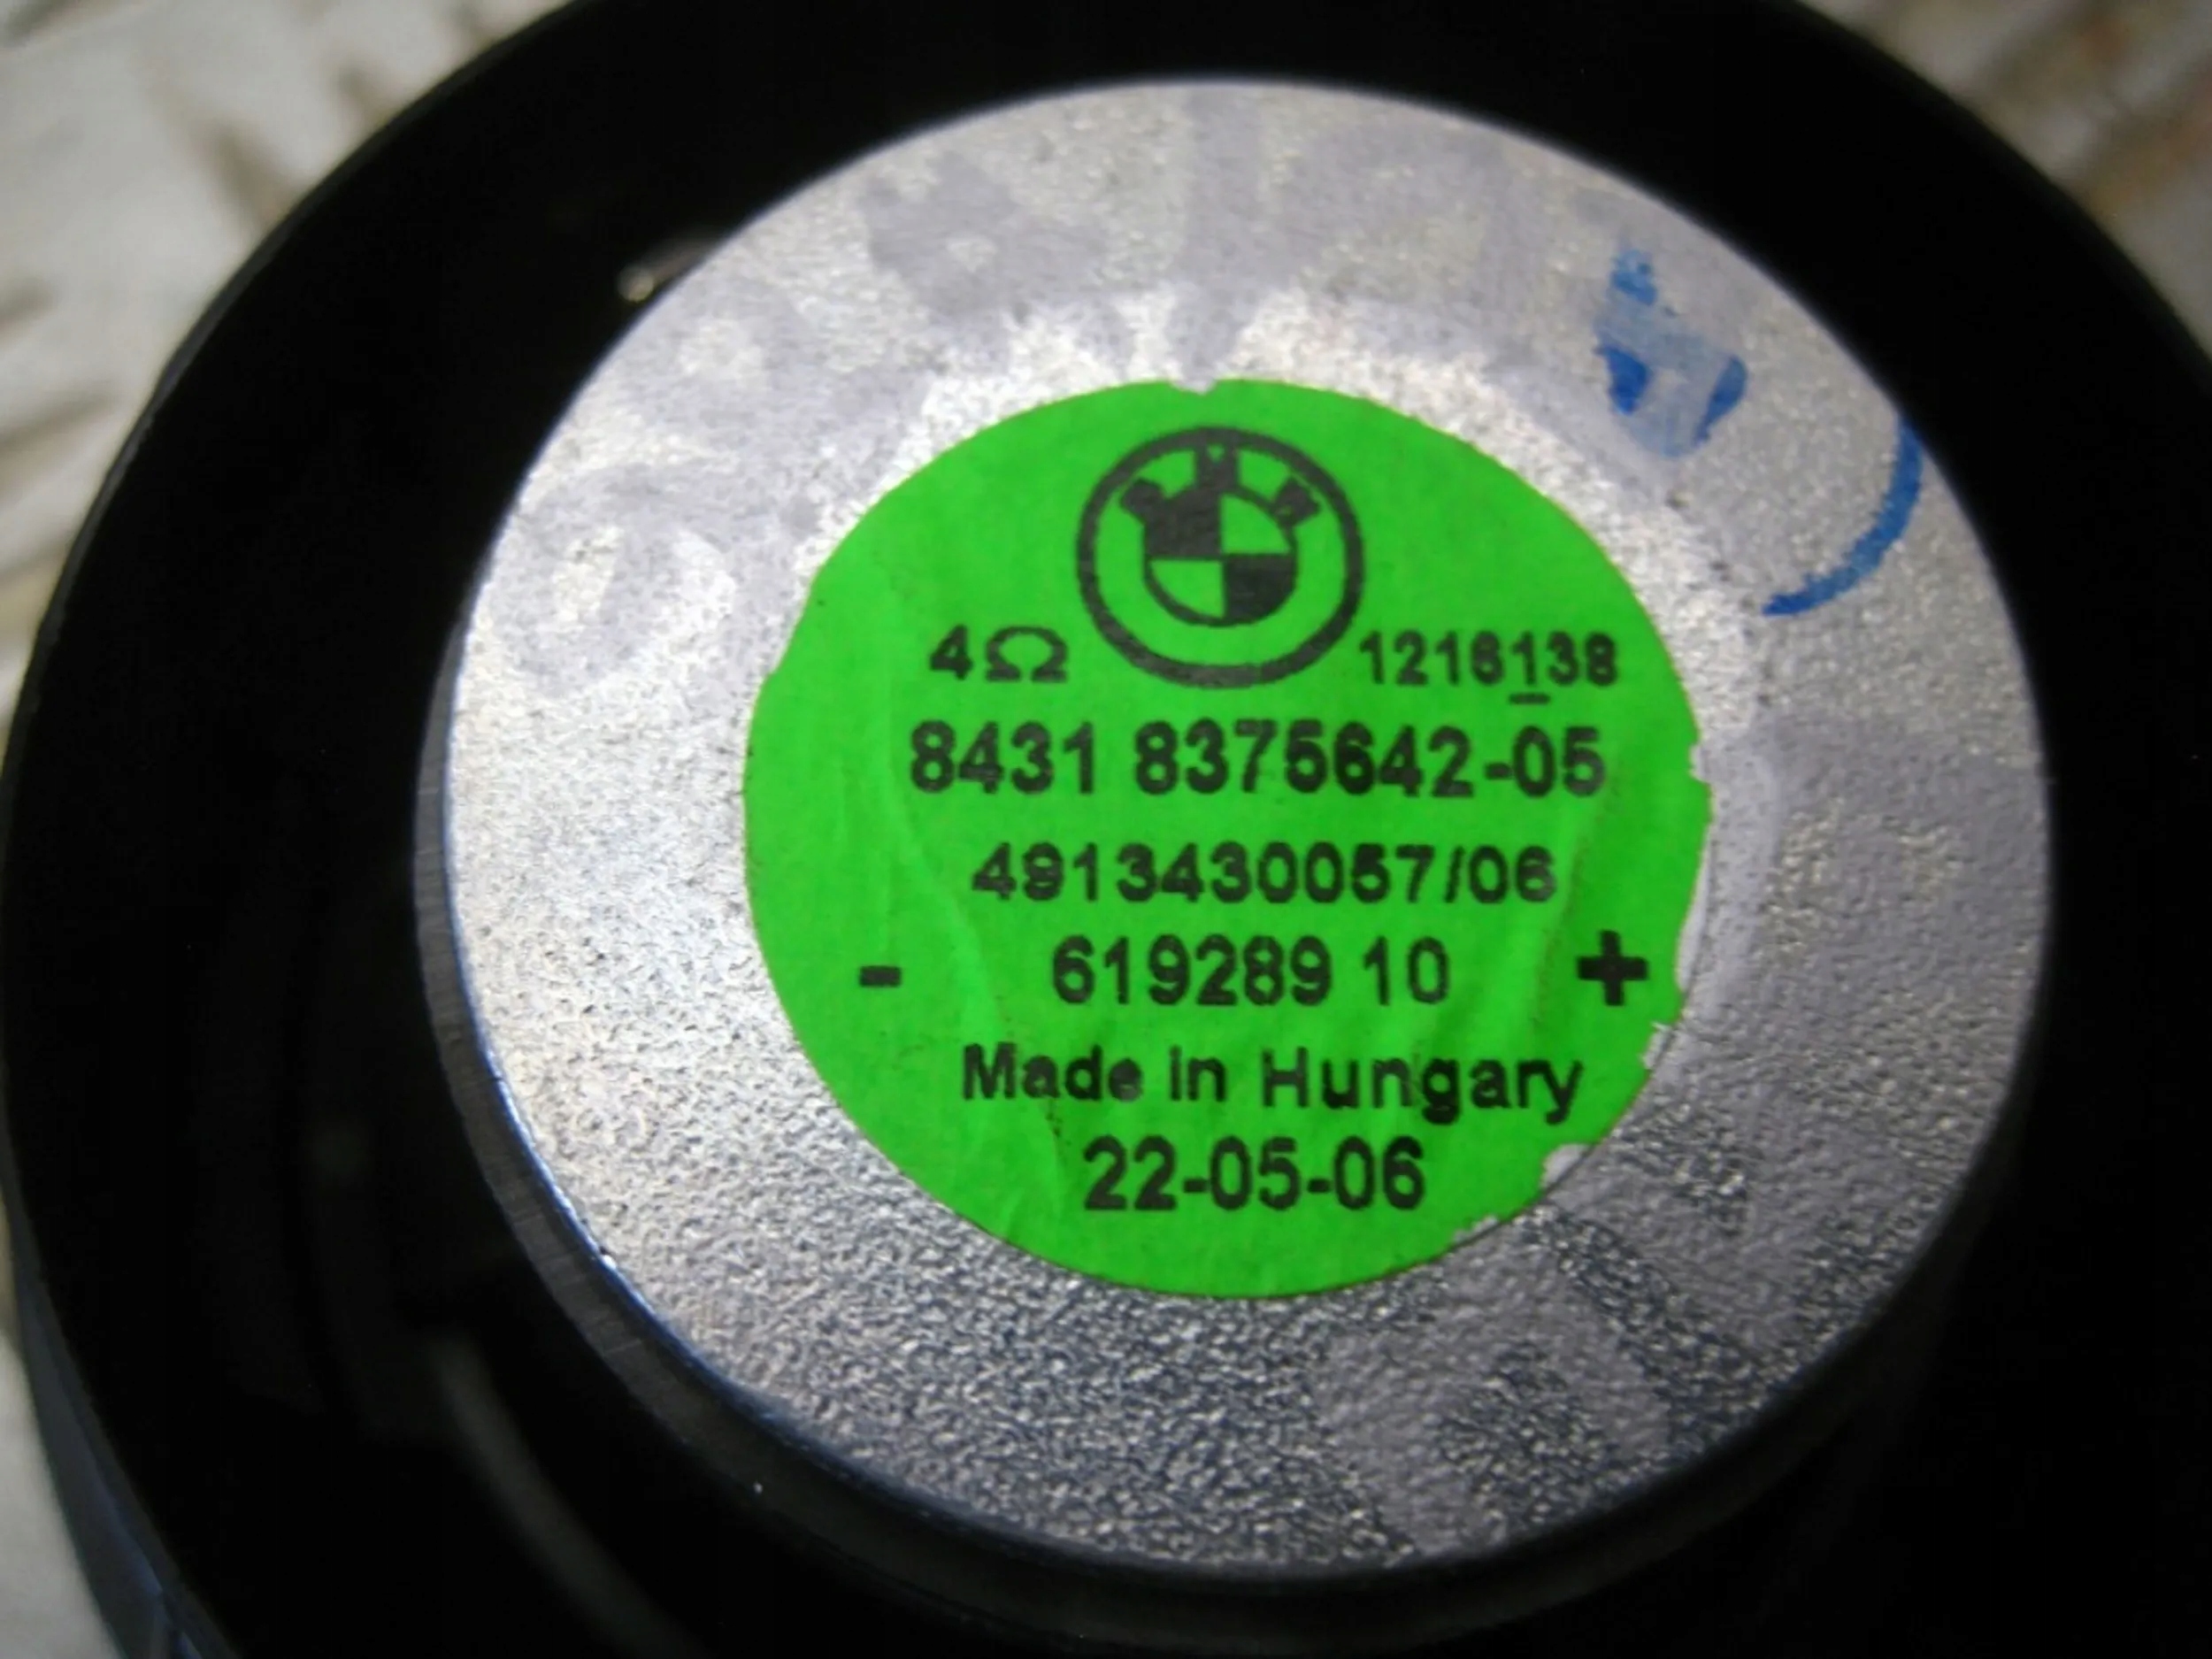 4Ω 1216138
8431 8375642-05
4913430057/06
- 619289 10 +
Made in Hungary
22-05-06